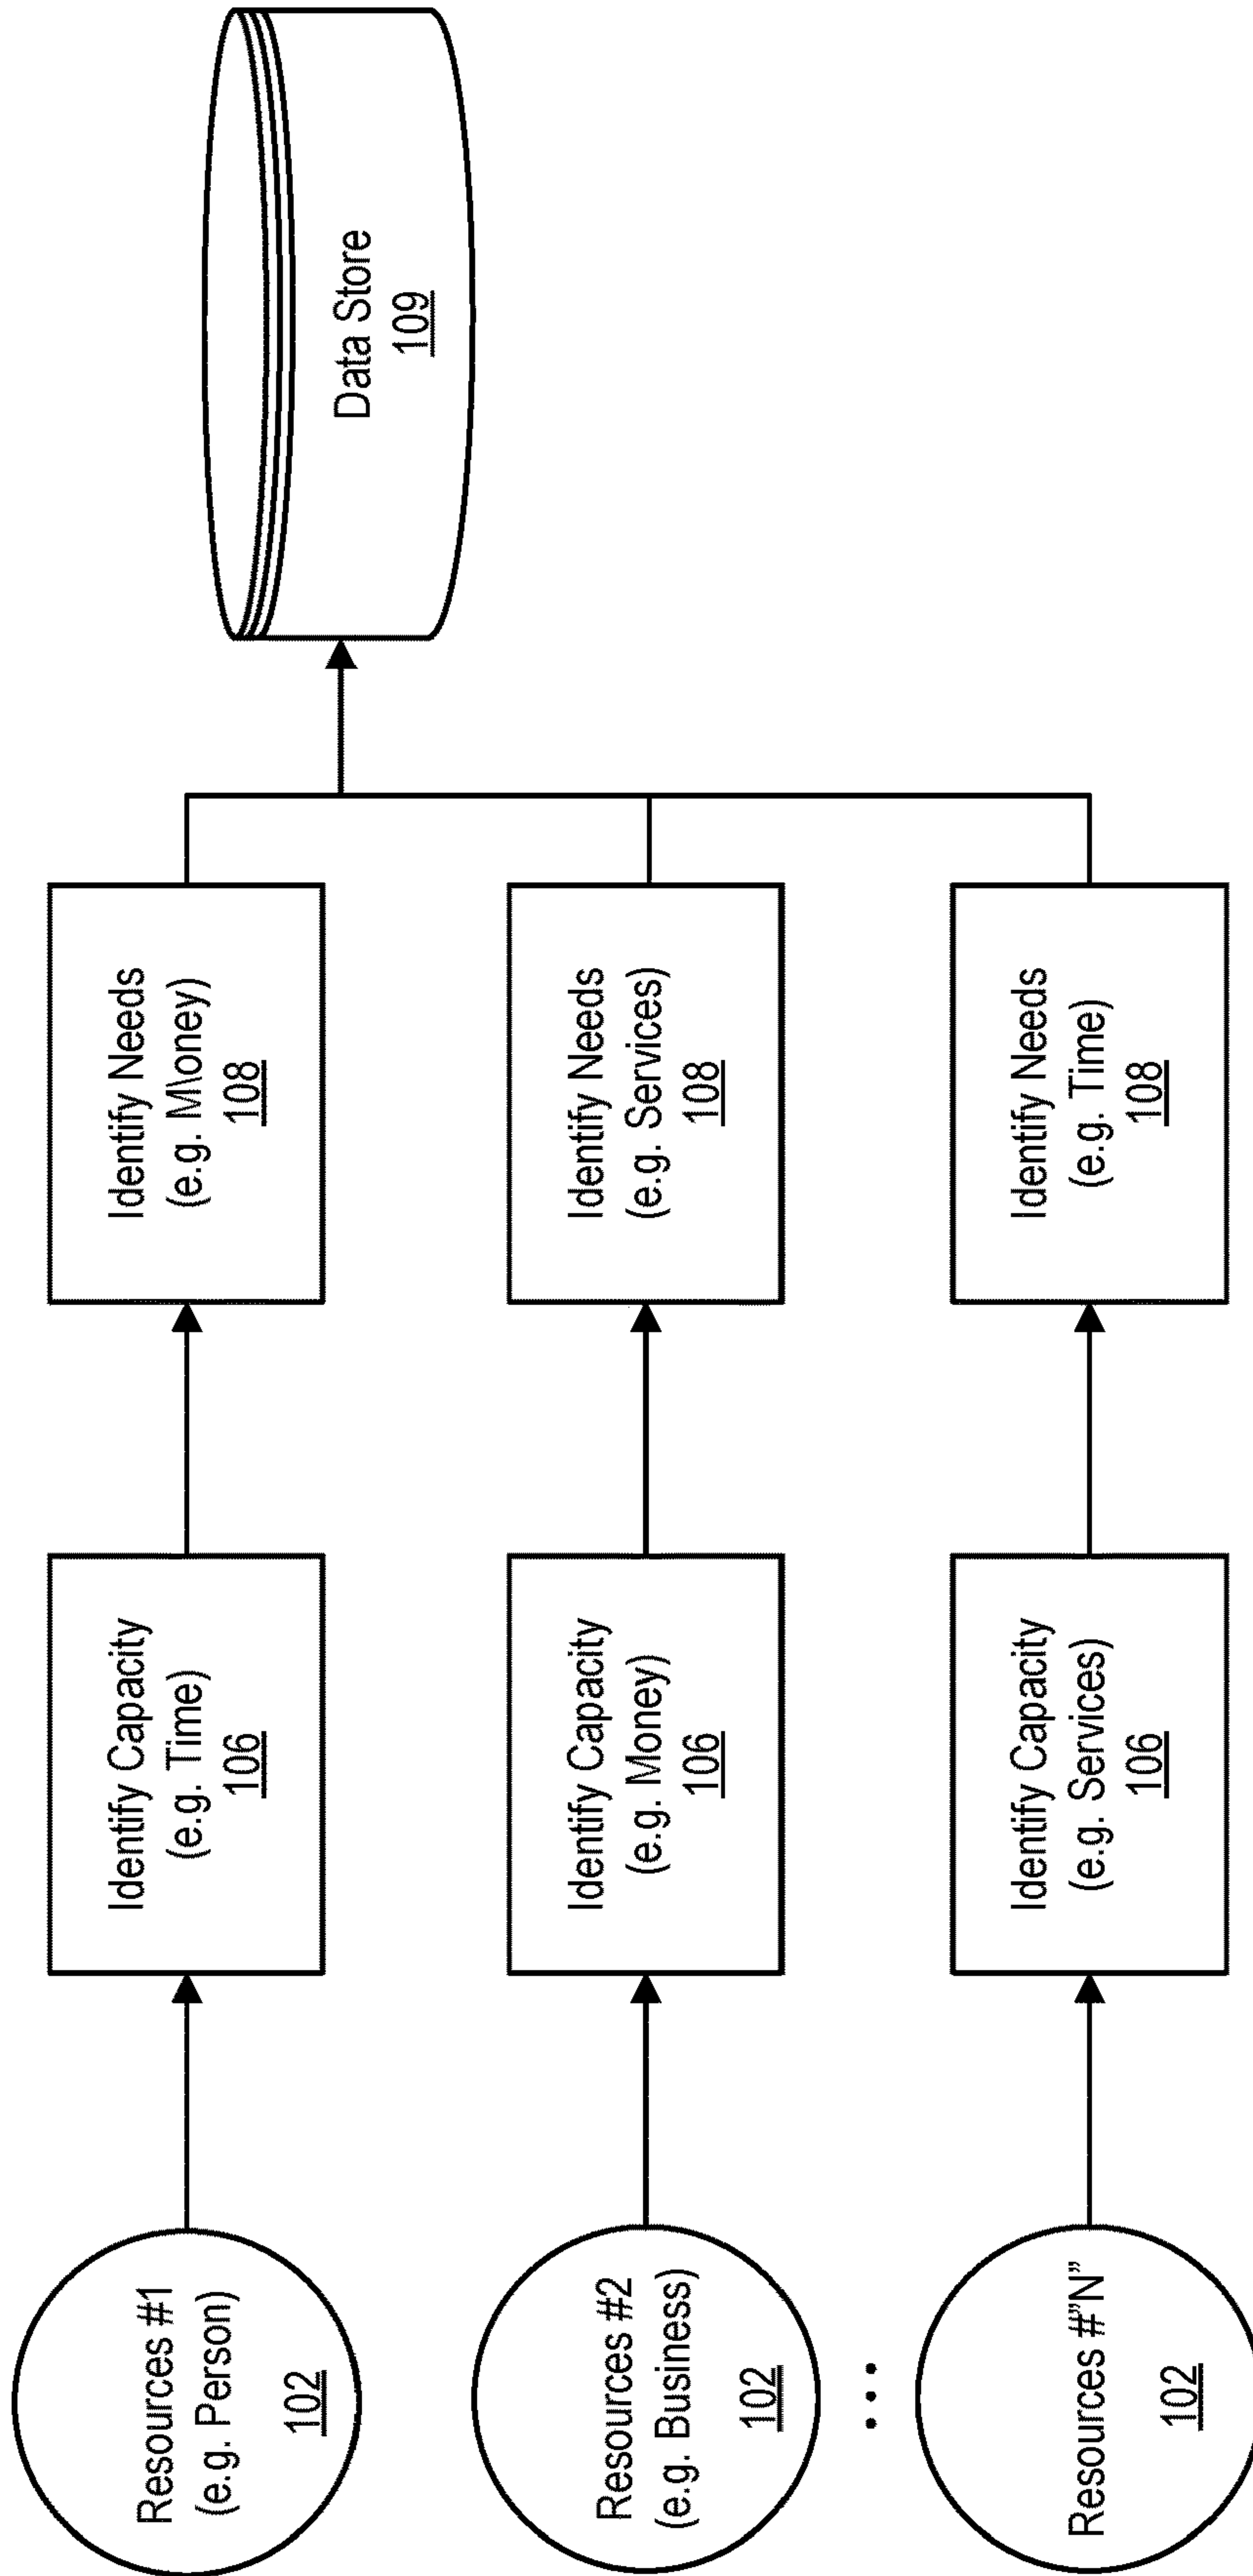 Resources #1
(e.g. Person)
102
Identify Capacity
(e.g. Time)
106
Identify Needs
(e.g. M\oney)
108
Resources #2
(e.g. Business)
102
Identify Capacity
(e.g. Money)
106
Identify Needs
(e.g. Services)
108
Data Store
109
...
Resources #”N”
102
Identify Capacity
(e.g. Services)
106
Identify Needs
(e.g. Time)
108